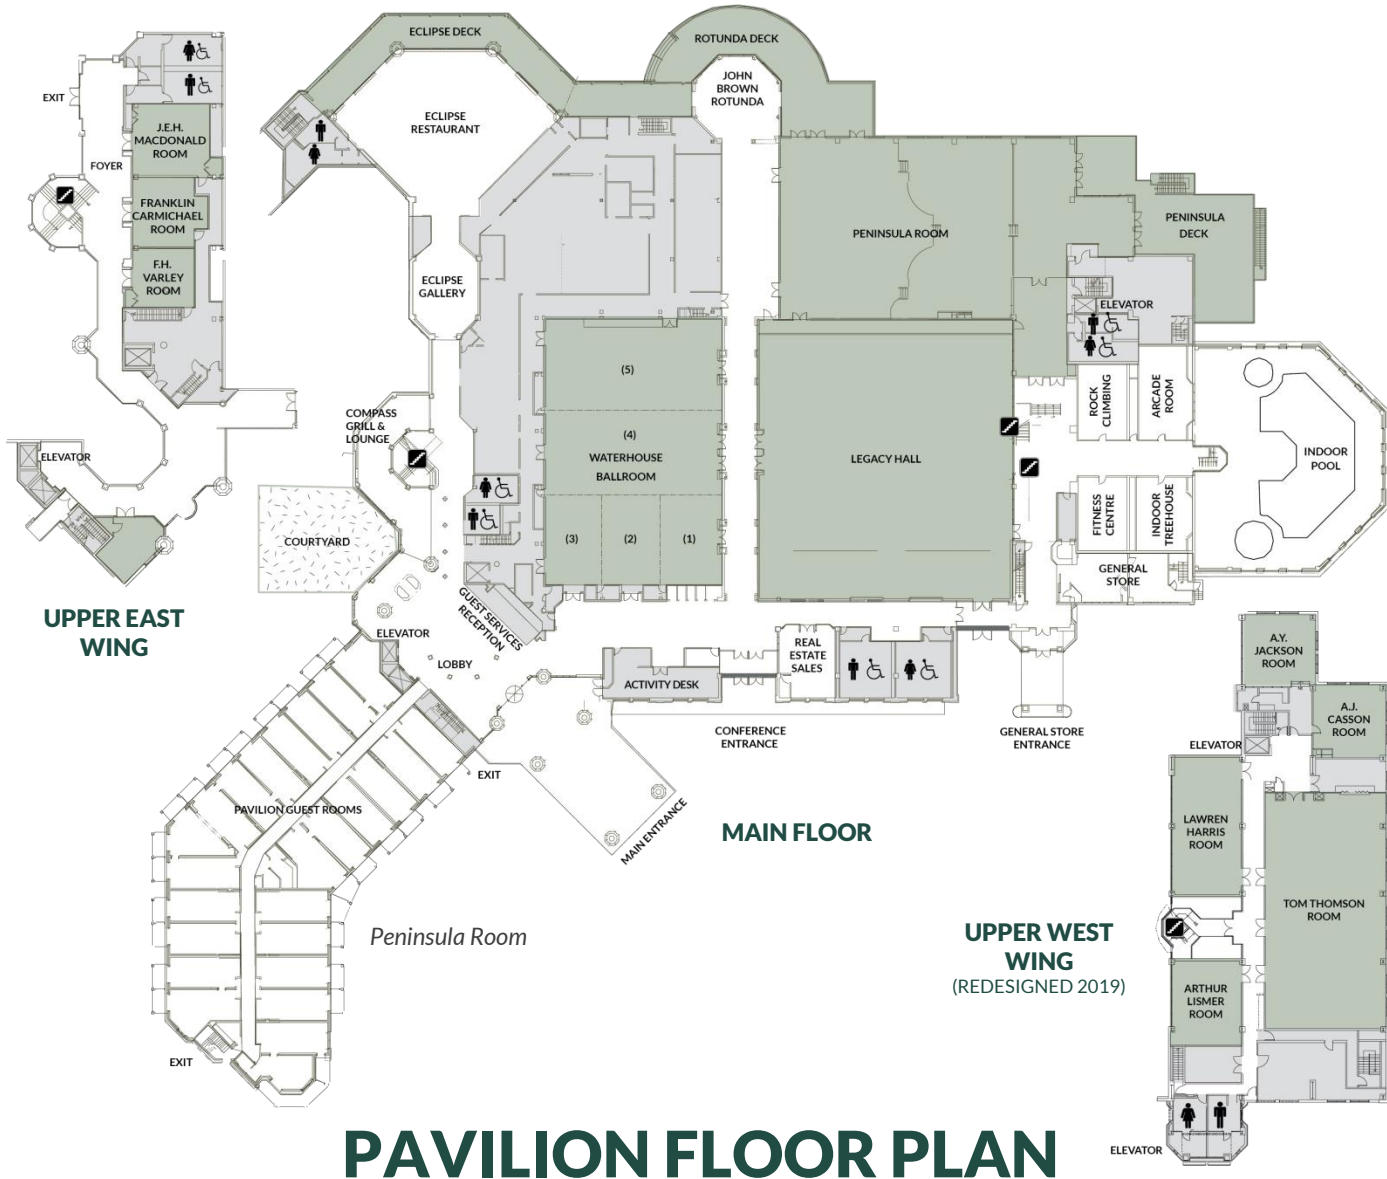 ECLIPSE DECK
ROTUNDA DECK
JOHN
BROWN
ROTUNDA
ECLIPSE
RESTAURANT
EXIT
J.E.H.
MACDONALD
ROOM
FOYER
FRANKLIN
CARMICHAEL
ROOM
F.H.
VARLEY
ROOM
PENINSULA ROOM
PENINSULA
DECK
ECLIPSE
GALLERY
ELEVATOR
(5)
(4)
WATERHOUSE
BALLROOM
(3)
(2)
(1)
COMPASS
GRILL &
LOUNGE
ELEVATOR
LEGACY HALL
ROCK
CLIMBING
ARCADE
ROOM
INDOOR
POOL
FITNESS
CENTRE
INDOOR
TREEHOUSE
GENERAL
STORE
COURTYARD
GUEST SERVICES
RECEPTION
UPPER EAST
WING
ELEVATOR
LOBBY
REAL
ESTATE
SALES
ACTIVITY DESK
A.Y.
JACKSON
ROOM
A.J.
CASSON
ROOM
CONFERENCE
ENTRANCE
GENERAL STORE
ENTRANCE
ELEVATOR
EXIT
PAVILION GUEST ROOMS
MAIN ENTRANCE
MAIN FLOOR
LAWREN
HARRIS
ROOM
TOM THOMSON
ROOM
Peninsula Room
UPPER WEST
WING
(REDESIGNED 2019)
ARTHUR
LISMER
ROOM
EXIT
ELEVATOR
PAVILION FLOOR PLAN